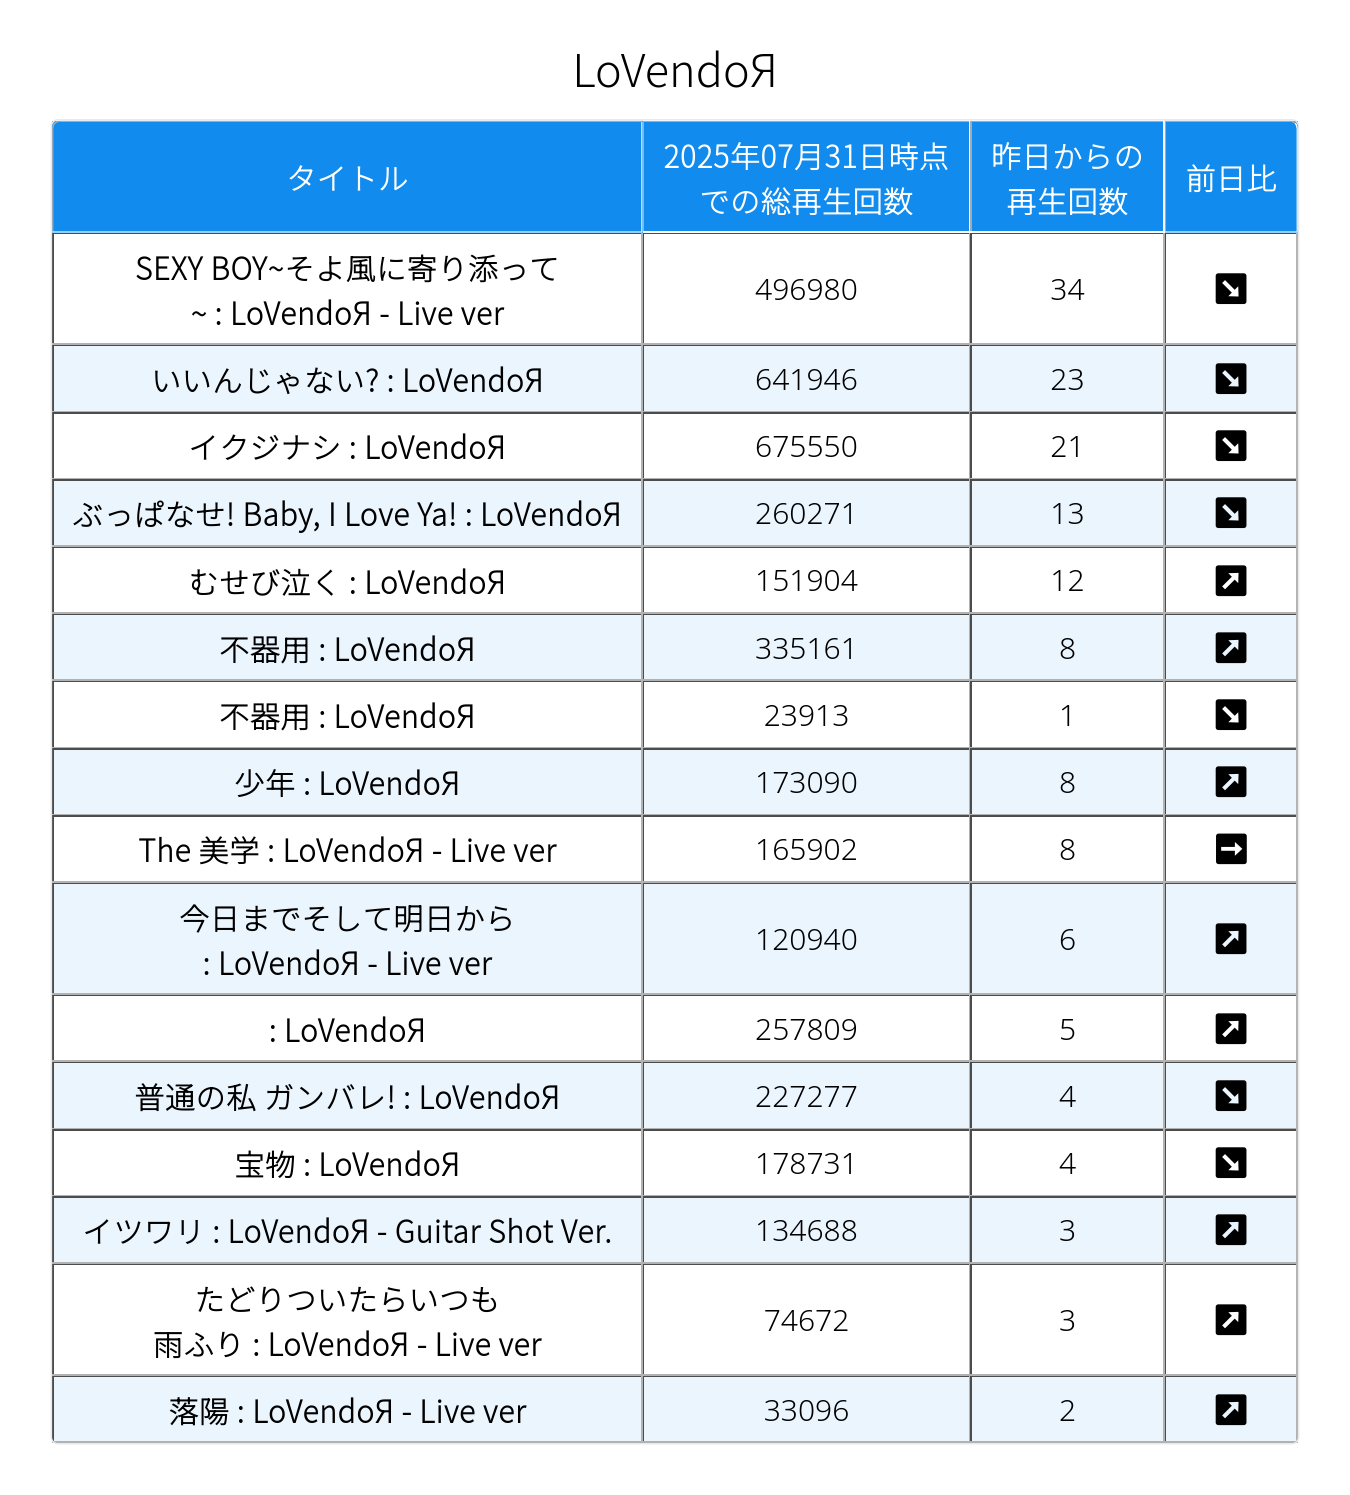 LoVendoЯ
タイトル
2025年07月31日時点
での総再生回数
昨日からの
再生回数
前日比
SEXY BOY~そよ風に寄り添って
~ : LoVendoЯ - Live ver
496980
34
いいんじゃない? : LoVendoЯ
641946
23
イクジナシ : LoVendoЯ
675550
21
ぶっぱなせ! Baby, I Love Ya! : LoVendoЯ
260271
13
むせび泣く : LoVendoЯ
151904
12
不器用 : LoVendoЯ
335161
8
不器用 : LoVendoЯ
23913
1
少年 : LoVendoЯ
173090
8
The 美学 : LoVendoЯ - Live ver
165902
8
今日までそして明日から
: LoVendoЯ - Live ver
120940
6
: LoVendoЯ
257809
5
普通の私 ガンバレ! : LoVendoЯ
227277
4
宝物 : LoVendoЯ
178731
4
イツワリ : LoVendoЯ - Guitar Shot Ver.
134688
3
たどりついたらいつも
雨ふり : LoVendoЯ - Live ver
74672
3
落陽 : LoVendoЯ - Live ver
33096
2